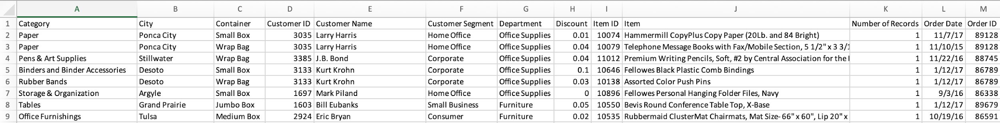 A B C D E F G H I J K L M
1 Category City Container Customer ID Customer Name Customer Segment Department Discount Item ID Item Number of Records Order Date Order ID
2 Paper Ponca City Small Box 3035 Larry Harris Home Office Office Supplies 0.01 10074 Hammermill CopyPlus Copy Paper (20Lb. and 84 Bright) 1 11/7/17 89128
3 Paper Ponca City Wrap Bag 3035 Larry Harris Home Office Office Supplies 0.04 10079 Telephone Message Books with Fax/Mobile Section, 5 1/2" x 3 3/1 1 11/10/15 89128
4 Pens & Art Supplies Stillwater Wrap Bag 3385 J.B. Bond Corporate Office Supplies 0.04 11012 Premium Writing Pencils, Soft, #2 by Central Association for the 1 11/22/16 88745
5 Binders and Binder Accessories Desoto Small Box 3133 Kurt Krohn Corporate Office Supplies 0.1 10646 Fellowes Black Plastic Comb Bindings 1 1/12/17 86789
6 Rubber Bands Desoto Wrap Bag 3133 Kurt Krohn Corporate Office Supplies 0.03 10138 Assorted Color Push Pins 1 1/12/17 86789
7 Storage & Organization Argyle Small Box 1697 Mark Piland Home Office Office Supplies 0 10896 Fellowes Personal Hanging Folder Files, Navy 1 9/3/16 86338
8 Tables Grand Prairie Jumbo Box 1603 Bill Eubanks Small Business Furniture 0.05 10550 Bevis Round Conference Table Top, X-Base 1 1/12/17 89679
9 Office Furnishings Tulsa Medium Box 2924 Eric Bryan Consumer Furniture 0.02 10535 Rubbermaid ClusterMat Chairmats, Mat Size- 66" x 60", Lip 20" x 1 10/19/16 86591